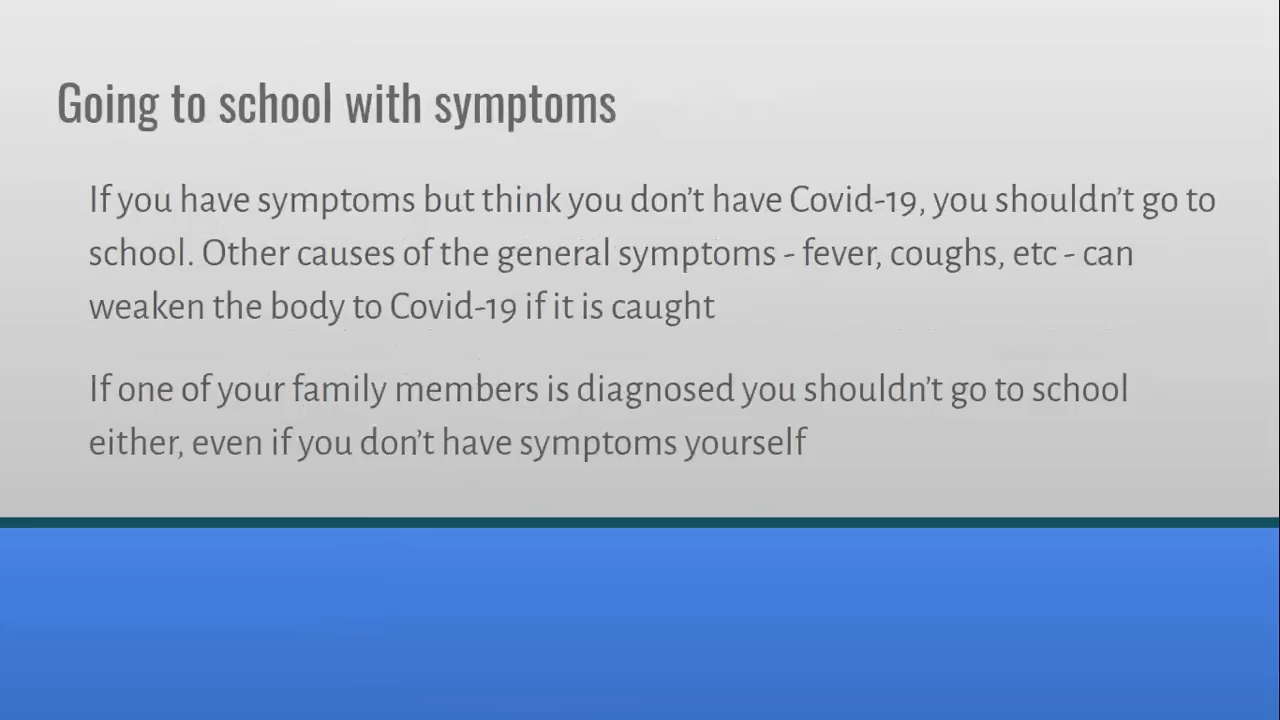 Going to school with symptoms
If you have symptoms but think you don’t have Covid-19, you shouldn’t go to
school. Other causes of the general symptoms - fever, coughs, etc - can
weaken the body to Covid-19 if it is caught
If one of your family members is diagnosed you shouldn’t go to school
either, even if you don’t have symptoms yourself